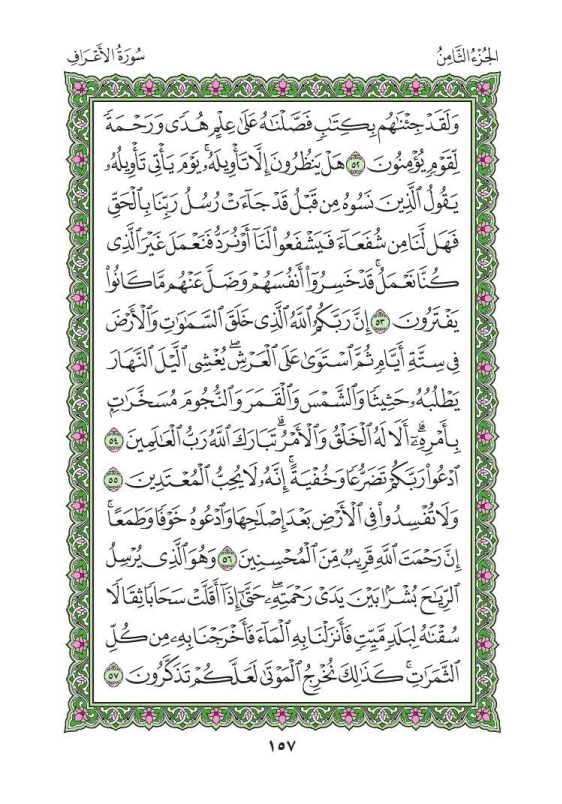 الجُزْءُ الثَّامِنُ
سُورَةُ الأَعْرَافِ
وَلَقَدْ جِئْنَٰهُم بِكِتَٰبٍ فَصَّلْنَٰهُ عَلَىٰ عِلْمٍ هُدًى وَرَحْمَةً
لِّقَوْمٍ يُؤْمِنُونَ ٥٢ هَلْ يَنظُرُونَ إِلَّا تَأْوِيلَهُۥۚ يَوْمَ يَأْتِى تَأْوِيلُهُۥ
يَقُولُ ٱلَّذِينَ نَسُوهُ مِن قَبْلُ قَدْ جَآءَتْ رُسُلُ رَبِّنَا بِٱلْحَقِّ
فَهَل لَّنَا مِن شُفَعَآءَ فَيَشْفَعُوا۟ لَنَآ أَوْ نُرَدُّ فَنَعْمَلَ غَيْرَ ٱلَّذِى
كُنَّا نَعْمَلُۚ قَدْ خَسِرُوٓا۟ أَنفُسَهُمْ وَضَلَّ عَنْهُم مَّا كَانُوا۟
يَفْتَرُونَ ٥٣ إِنَّ رَبَّكُمُ ٱللَّهُ ٱلَّذِى خَلَقَ ٱلسَّمَٰوَٰتِ وَٱلْأَرْضَ
فِى سِتَّةِ أَيَّامٍ ثُمَّ ٱسْتَوَىٰ عَلَى ٱلْعَرْشِۖ يُغْشِى ٱلَّيْلَ ٱلنَّهَارَ
يَطْلُبُهُۥ حَثِيثًا وَٱلشَّمْسَ وَٱلْقَمَرَ وَٱلنُّجُومَ مُسَخَّرَٰتٍۭ
بِأَمْرِهِۦٓۗ أَلَا لَهُ ٱلْخَلْقُ وَٱلْأَمْرُۗ تَبَارَكَ ٱللَّهُ رَبُّ ٱلْعَٰلَمِينَ ٥٤
ٱدْعُوا۟ رَبَّكُمْ تَضَرُّعًا وَخُفْيَةًۚ إِنَّهُۥ لَا يُحِبُّ ٱلْمُعْتَدِينَ ٥٥
وَلَا تُفْسِدُوا۟ فِى ٱلْأَرْضِ بَعْدَ إِصْلَٰحِهَا وَٱدْعُوهُ خَوْفًا وَطَمَعًاۚ
إِنَّ رَحْمَتَ ٱللَّهِ قَرِيبٌ مِّنَ ٱلْمُحْسِنِينَ ٥٦ وَهُوَ ٱلَّذِى يُرْسِلُ
ٱلرِّيَٰحَ بُشْرًۢا بَيْنَ يَدَىْ رَحْمَتِهِۦۖ حَتَّىٰٓ إِذَآ أَقَلَّتْ سَحَابًا ثِقَالًا
سُقْنَٰهُ لِبَلَدٍ مَّيِّتٍ فَأَنزَلْنَا بِهِ ٱلْمَآءَ فَأَخْرَجْنَا بِهِۦ مِن كُلِّ
ٱلثَّمَرَٰتِۚ كَذَٰلِكَ نُخْرِجُ ٱلْمَوْتَىٰ لَعَلَّكُمْ تَذَكَّرُونَ ٥٧
١٥٧